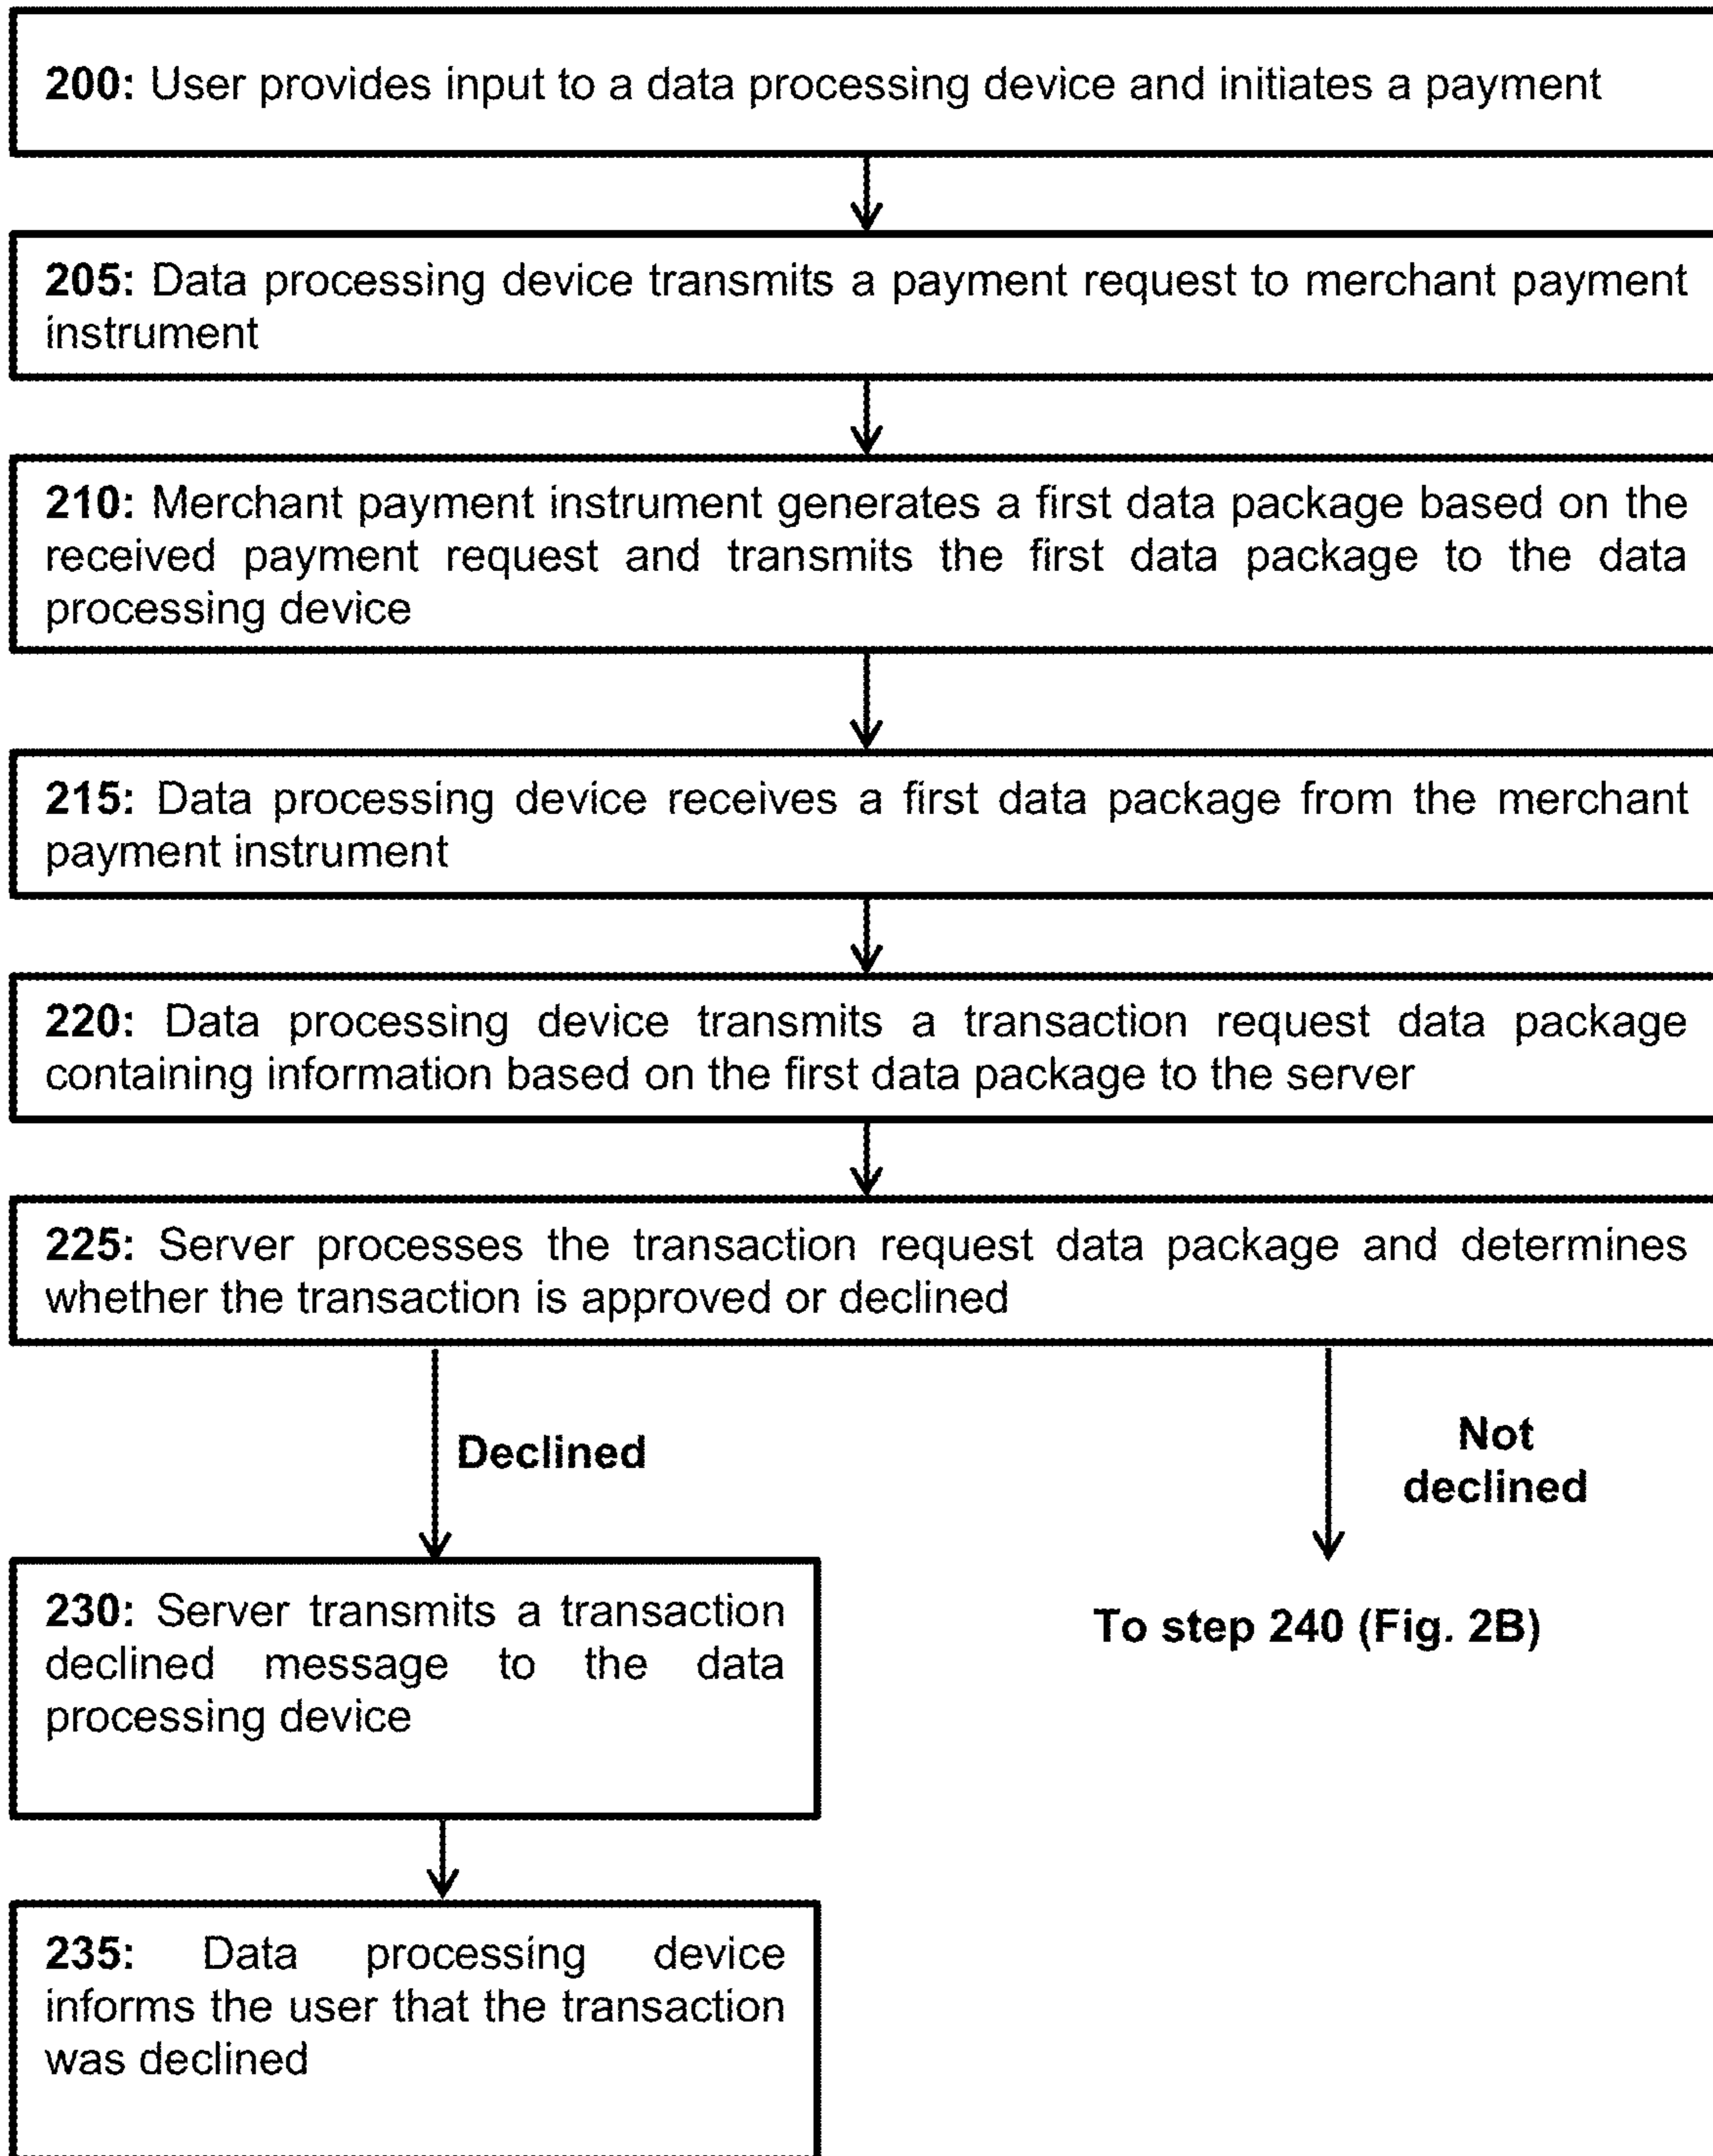 200: User provides input to a data processing device and initiates a payment
205: Data processing device transmits a payment request to merchant payment
instrument
210: Merchant payment instrument generates a first data package based on the
received payment request and transmits the first data package to the data
processing device
215: Data processing device receives a first data package from the merchant
payment instrument
220: Data processing device transmits a transaction request data package
containing information based on the first data package to the server
225: Server processes the transaction request data package and determines
whether the transaction is approved or declined
Declined
Not
declined
230: Server transmits a transaction
declined message to the data
processing device
To step 240 (Fig. 2B)
235: Data processing device
informs the user that the transaction
was declined